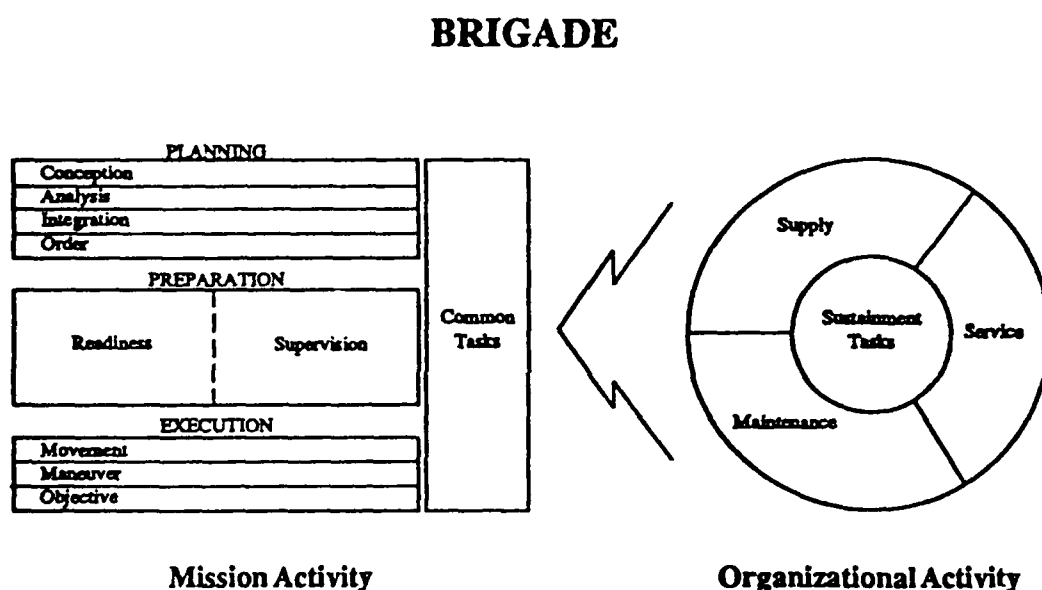 BRIGADE
PLANNING
Conception
Analysis
Integration
Order
PREPARATION
Readiness
Supervision
EXECUTION
Movement
Maneuver
Objective
Common
Tasks
Supply
Sustainment
Tasks
Service
Maintenance
Mission Activity
Organizational Activity